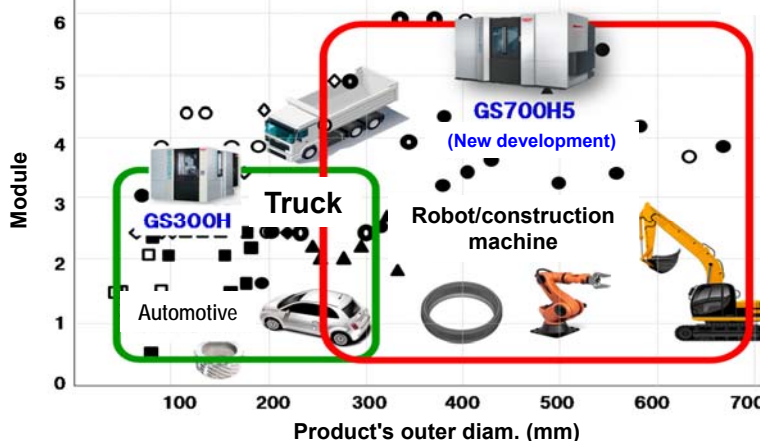 6
5
4
3
2
1
0
Module
GS700H5
(New development)
GS300H
Truck
Robot/construction
machine
Automotive
100
200
300
400
500
600
700
Product's outer diam. (mm)